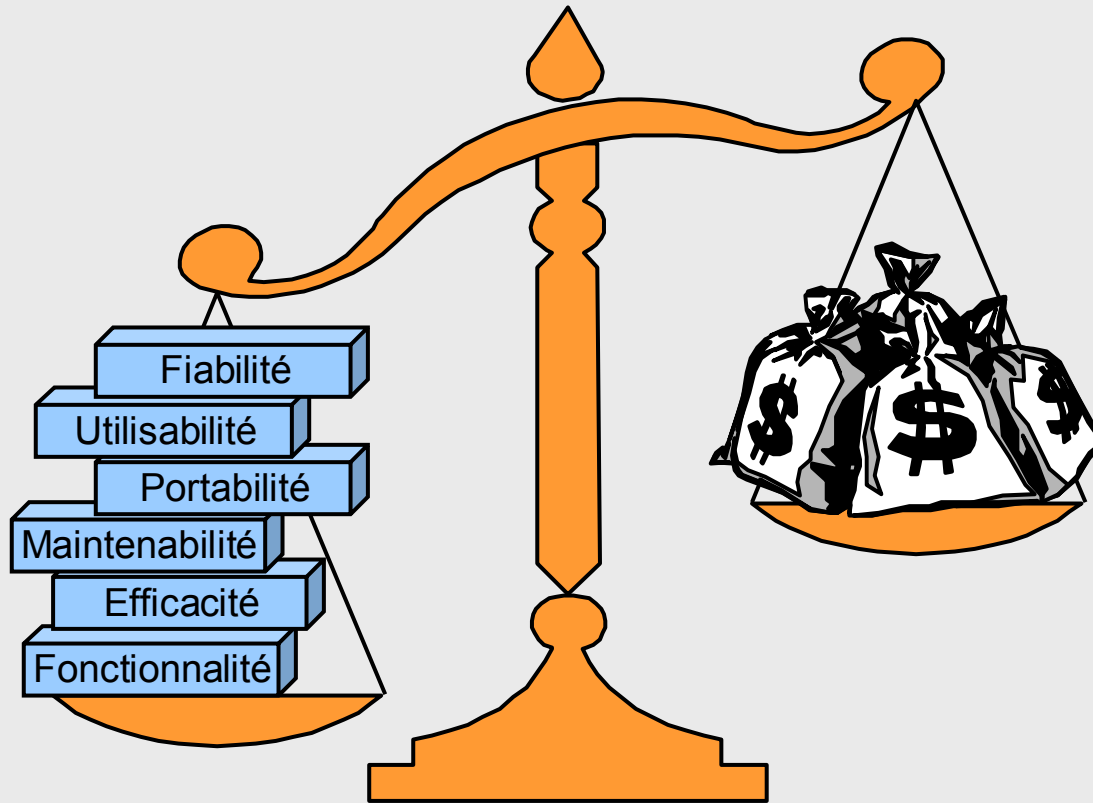 Fiabilité
Utilisabilité
Portabilité
Maintenabilité
Efficacité
Fonctionnalité
$ $ $